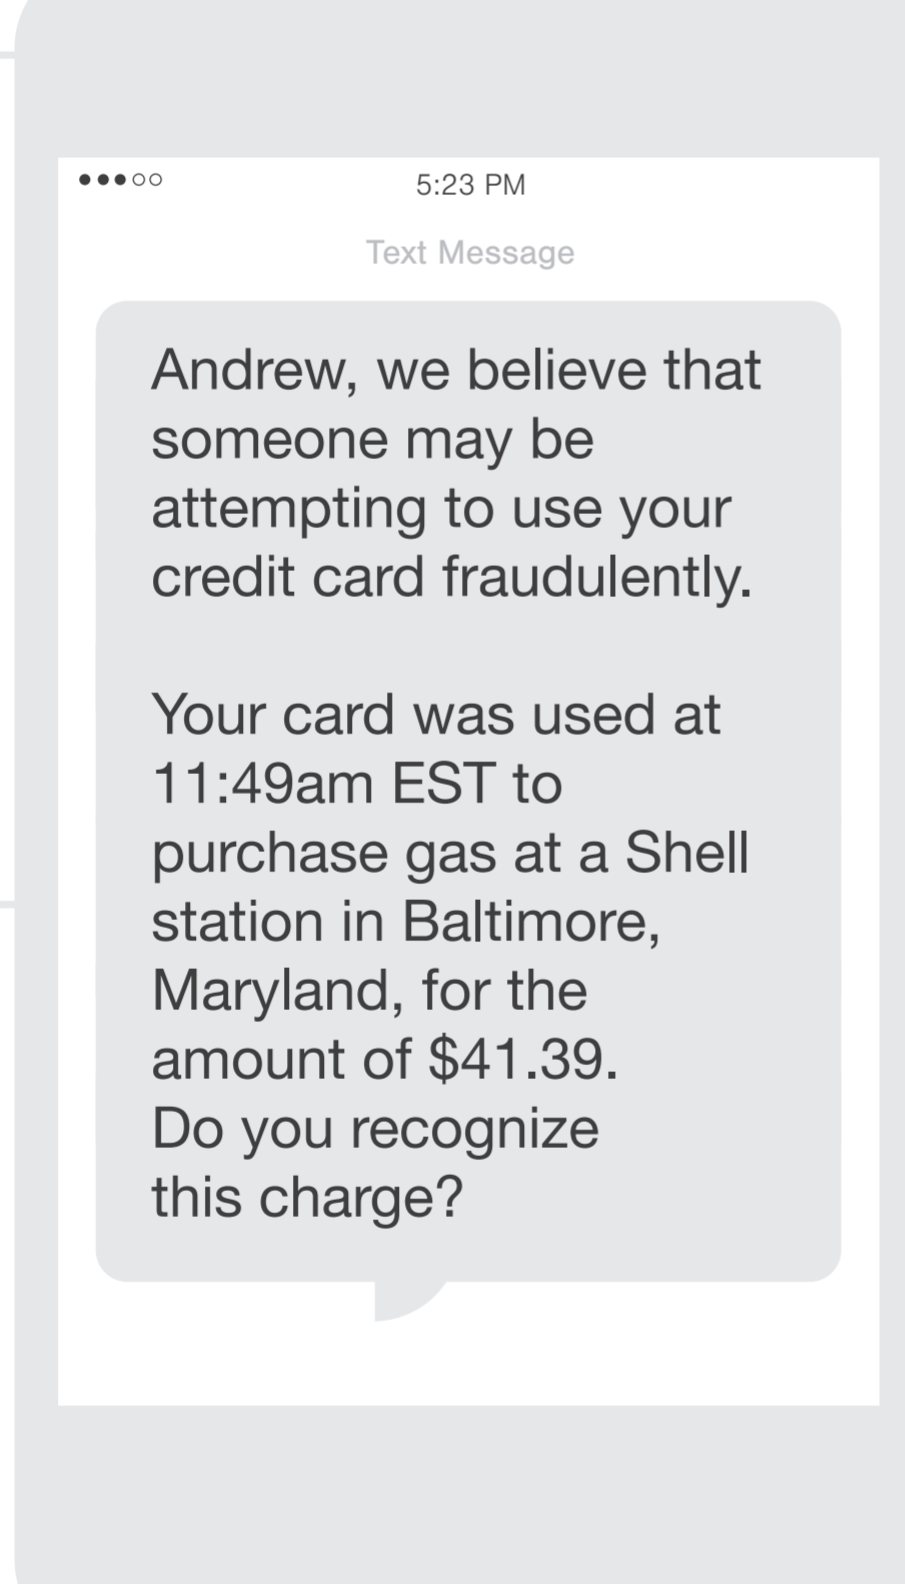 5:23 PM
Text Message
Andrew, we believe that
someone may be
attempting to use your
credit card fraudulently.
Your card was used at
11:49am EST to
purchase gas at a Shell
station in Baltimore,
Maryland, for the
amount of $41.39.
Do you recognize
this charge?